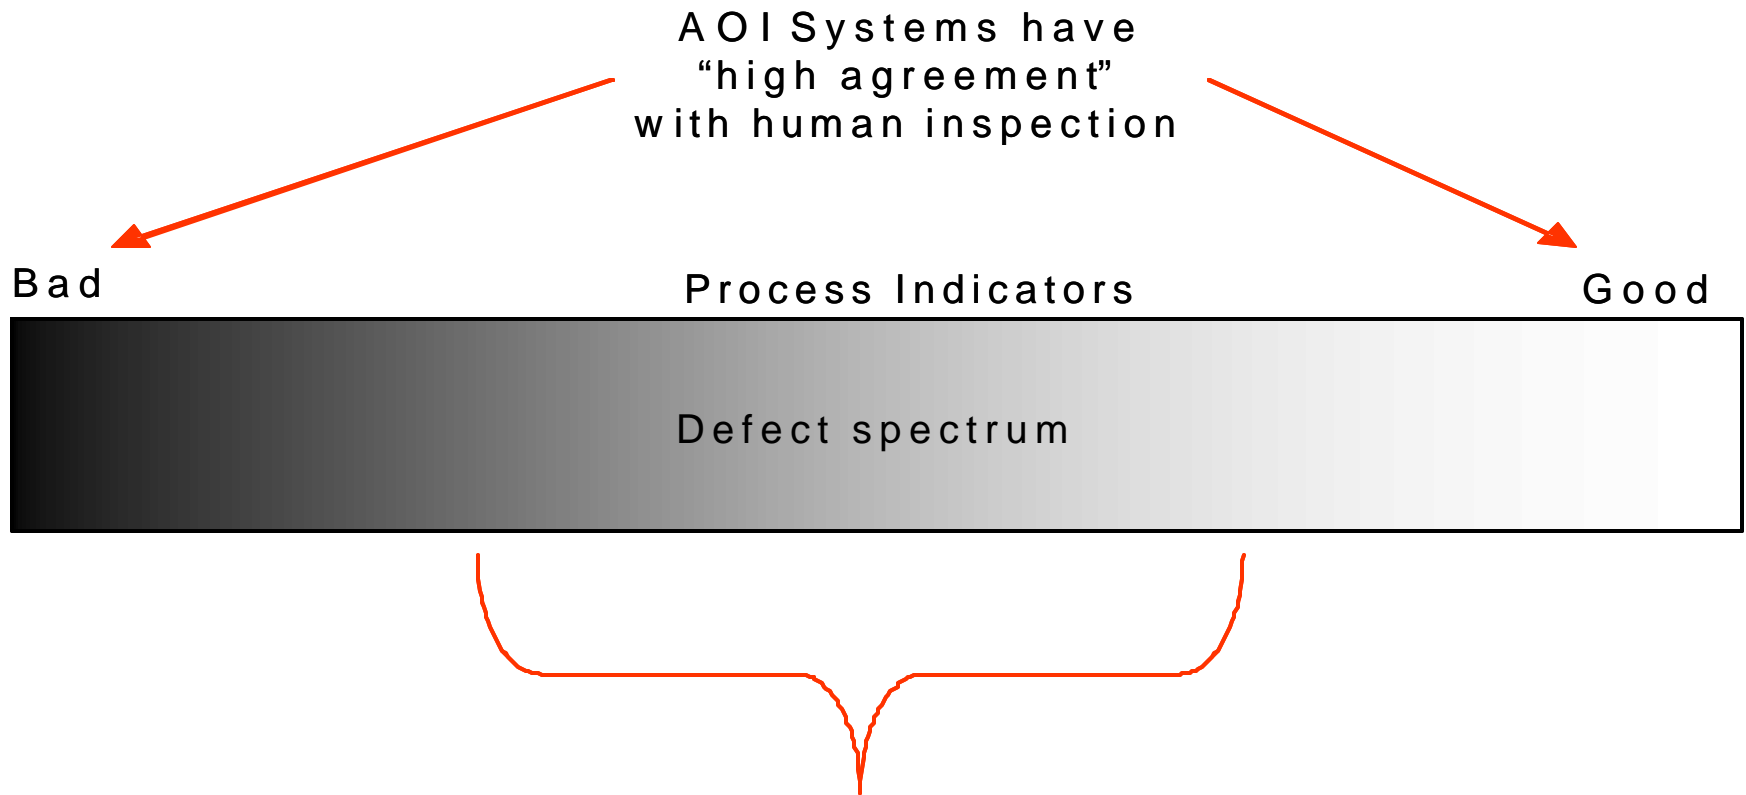 AOI Systems have
“high agreement”
with human inspection
Bad
Process Indicators
Good
Defect spectrum